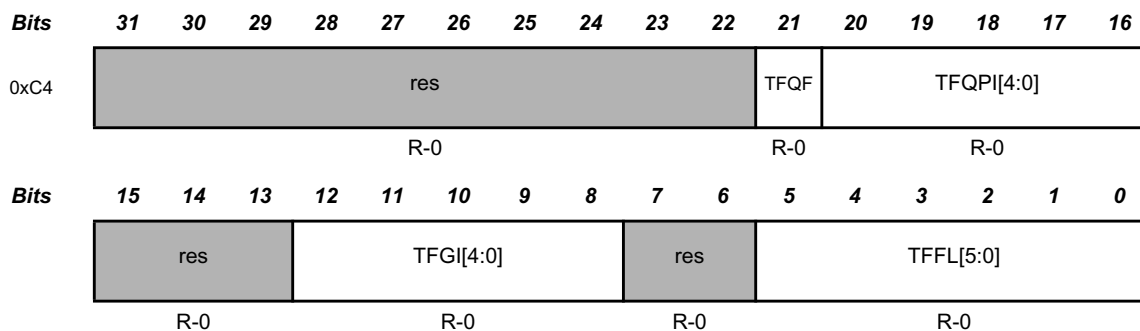 Bits 31 30 29 28 27 26 25 24 23 22 21 20 19 18 17 16
0xC4 res TFQF TFQPI[4:0]
R-0 R-0 R-0
Bits 15 14 13 12 11 10 9 8 7 6 5 4 3 2 1 0
res TFGI[4:0] res TFFL[5:0]
R-0 R-0 R-0 R-0